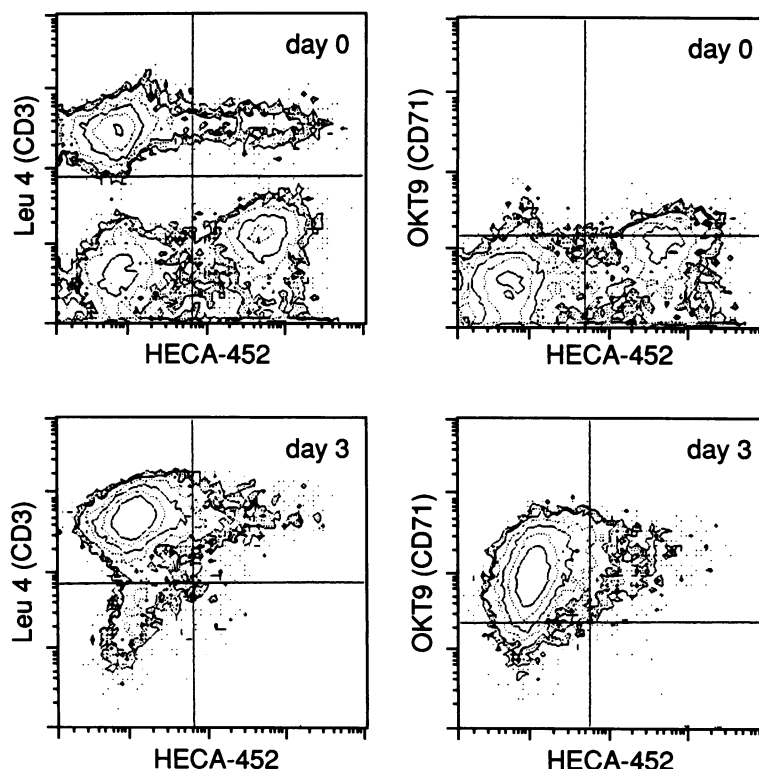 day 0
Leu 4 (CD3)
HECA-452
day 0
OKT9 (CD71)
HECA-452
day 3
Leu 4 (CD3)
HECA-452
day 3
OKT9 (CD71)
HECA-452